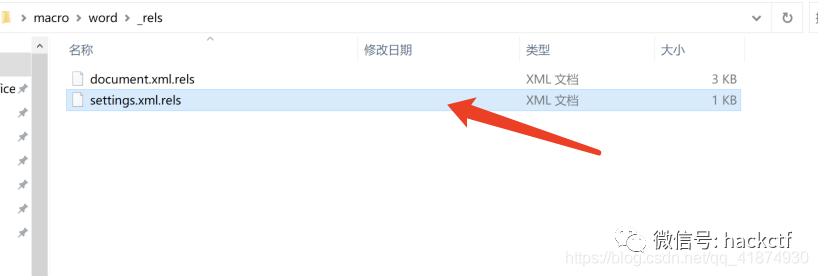 macro > word > _rels
名称 修改日期 类型 大小
document.xml.rels XML 文档 3 KB
ice
settings.xml.rels XML 文档 1 KB
微信号: hackctf
https://blog.csdn.net/qq_41874930